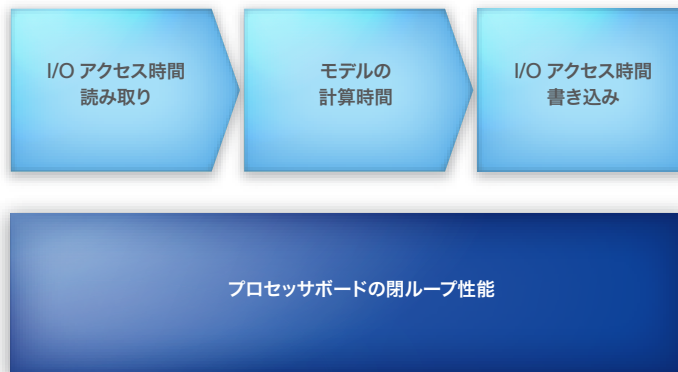 I/O アクセス時間
読み取り
モデルの
計算時間
I/O アクセス時間
書き込み
プロセッサボードの閉ループ性能